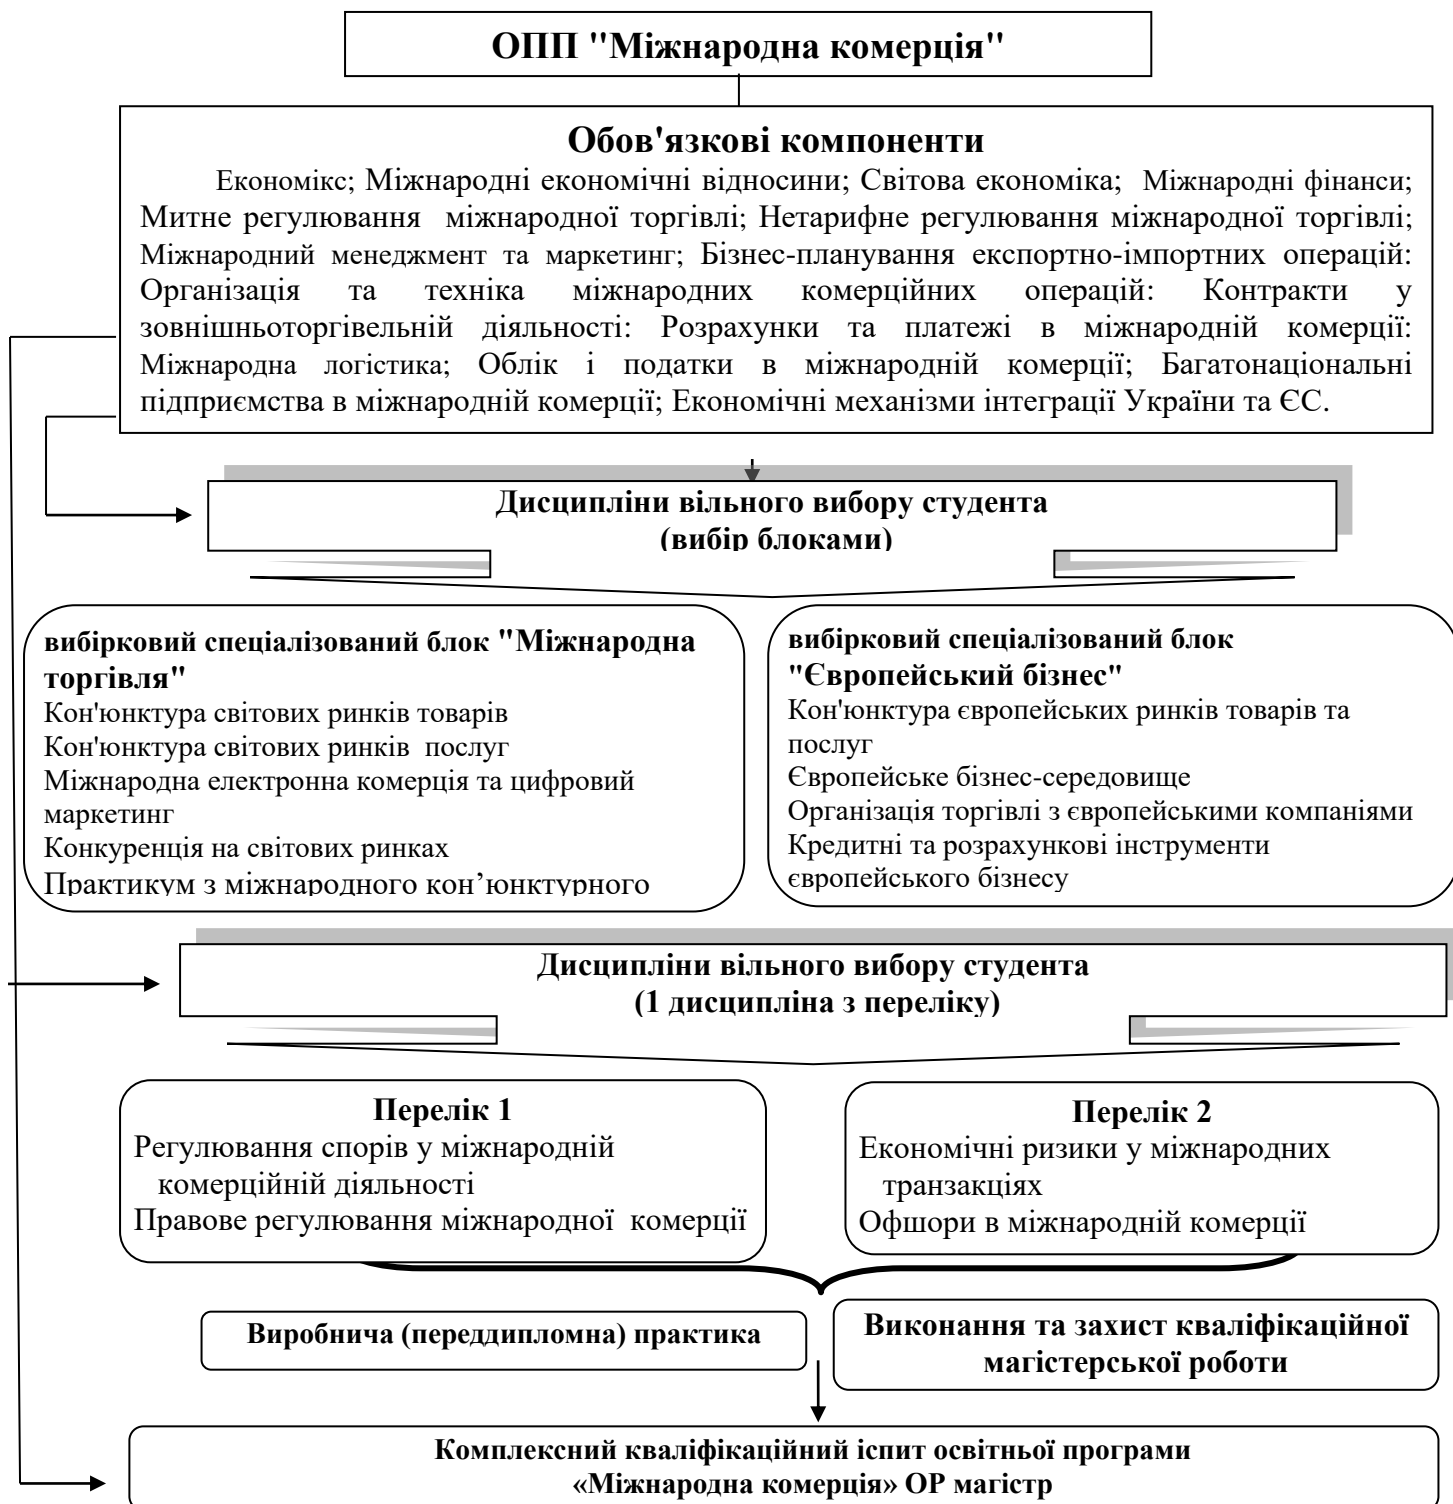 ОПП "Міжнародна комерція"
Обов'язкові компоненти
Економікс; Міжнародні економічні відносини; Світова економіка; Міжнародні фінанси;
Митне регулювання міжнародної торгівлі; Нетарифне регулювання міжнародної торгівлі;
Міжнародний менеджмент та маркетинг; Бізнес-планування експортно-імпортних операцій:
Організація та техніка міжнародних комерційних операцій: Контракти у
зовнішньоторгівельній діяльності: Розрахунки та платежі в міжнародній комерції:
Міжнародна логістика; Облік і податки в міжнародній комерції; Багатонаціональні
підприємства в міжнародній комерції; Економічні механізми інтеграції України та ЄС.
Дисципліни вільного вибору студента
(вибір блоками)
вибірковий спеціалізований блок "Міжнародна
торгівля"
Кон'юнктура світових ринків товарів
Кон'юнктура світових ринків послуг
Міжнародна електронна комерція та цифровий
маркетинг
Конкуренція на світових ринках
Практикум з міжнародного кон’юнктурного
вибірковий спеціалізований блок
"Європейський бізнес"
Кон'юнктура європейських ринків товарів та
послуг
Європейське бізнес-середовище
Організація торгівлі з європейськими компаніями
Кредитні та розрахункові інструменти
європейського бізнесу
Дисципліни вільного вибору студента
(1 дисципліна з переліку)
Перелік 1
Регулювання спорів у міжнародній
комерційній діяльності
Правове регулювання міжнародної комерції
Перелік 2
Економічні ризики у міжнародних
транзакціях
Офшори в міжнародній комерції
Виробнича (переддипломна) практика
Виконання та захист кваліфікаційної
магістерської роботи
Комплексний кваліфікаційний іспит освітньої програми
«Міжнародна комерція» ОР магістр